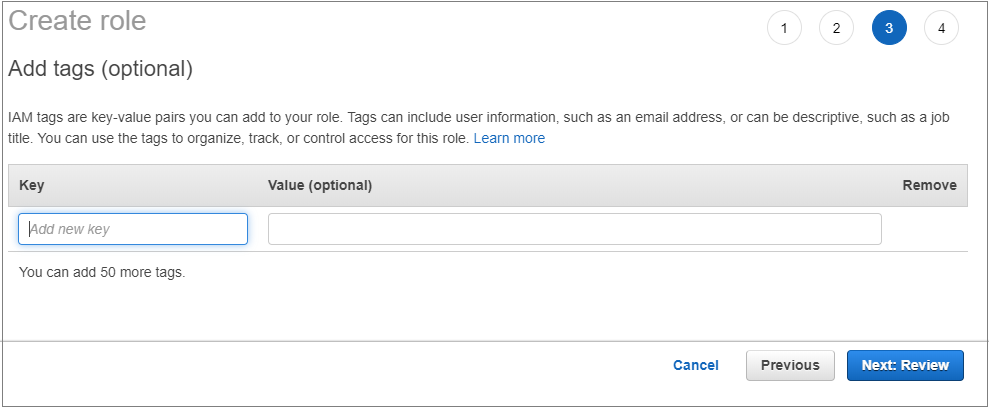 Create role
1 2 3 4
Add tags (optional)
IAM tags are key-value pairs you can add to your role. Tags can include user information, such as an email address, or can be descriptive, such as a job
title. You can use the tags to organize, track, or control access for this role. Learn more
Key Value (optional) Remove
Add new key
You can add 50 more tags.
Cancel Previous Next: Review